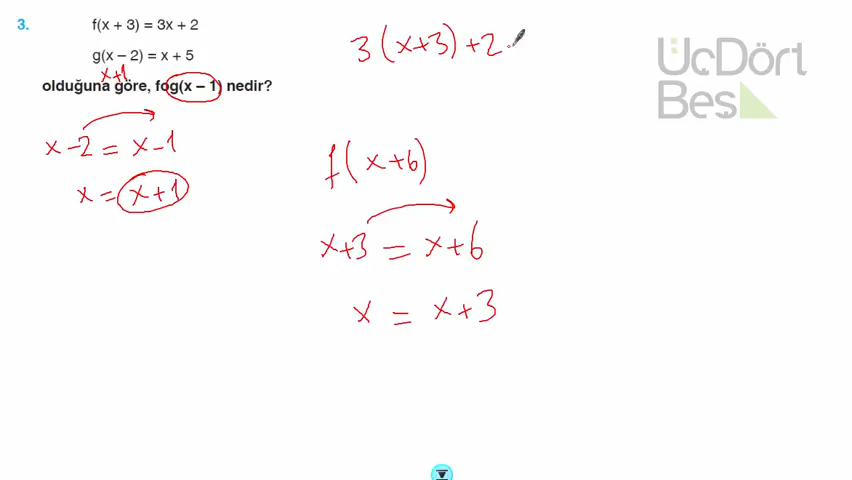 3. f(x + 3) = 3x + 2
g(x – 2) = x + 5
x+1
olduğuna göre, fog(x – 1) nedir?
x-2 = x-1
x = x+1
3(x+3)+2
f(x+6)
x+3 = x+6
x = x+3
ÜçDört
Beş